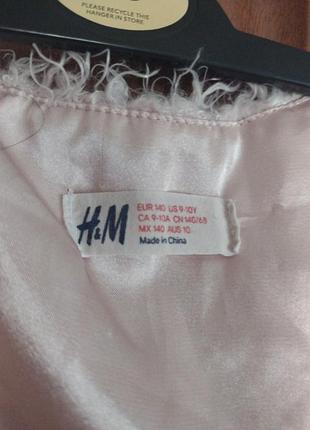 PLEASE RECYCLE THIS
HANGER IN STORE
H&M
EUR 140 US 9-10Y
CA 9-10A CN 140/68
MX 140 AUS 10
Made in China